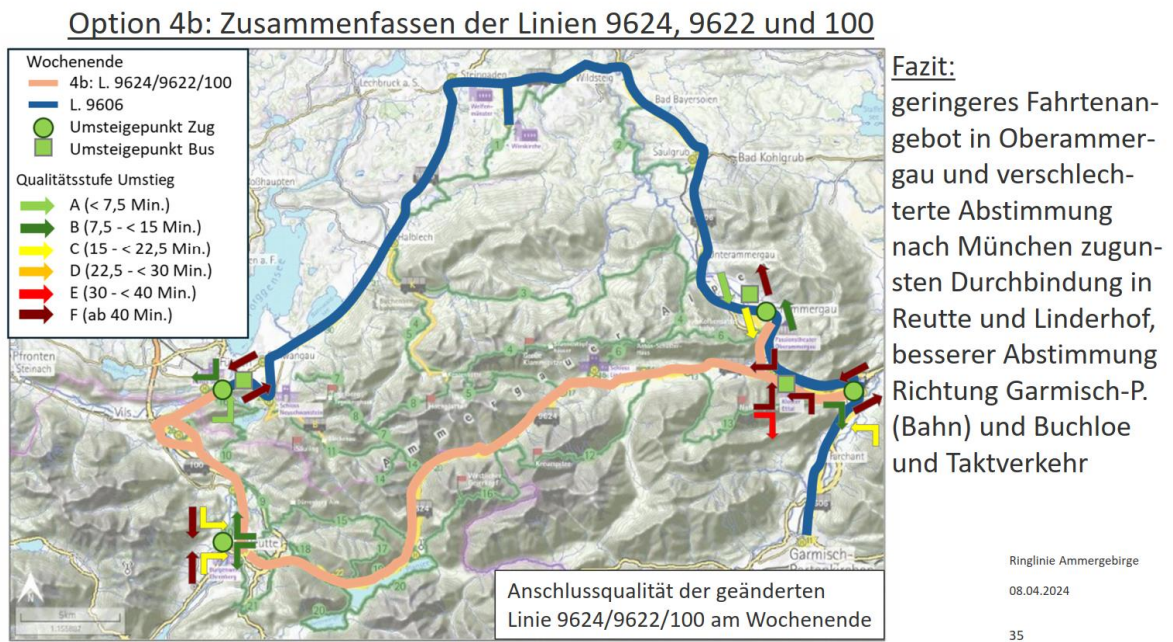 Option 4b: Zusammenfassen der Linien 9624, 9622 und 100
Wochenende
4b: L. 9624/9622/100
L. 9606
Umsteigepunkt Zug
Umsteigepunkt Bus
Qualitätsstufe Umstieg
A (< 7,5 Min.)
B (7,5 - < 15 Min.)
C (15 - < 22,5 Min.)
D (22,5 - < 30 Min.)
E (30 - < 40 Min.)
F (ab 40 Min.)
Lechbruck a. S.
Steingaden
Wildsteig
Bad Bayersoien
Wieskirche
Saulgrub
Bad Kohlgrub
Halblech
Unterammergau
Pfronten
Steinach
Vils
Garmisch-
5km
Anschlussqualität der geänderten
Linie 9624/9622/100 am Wochenende
Fazit:
geringeres Fahrtenan-
gebot in Oberammer-
gau und verschlech-
terte Abstimmung
nach München zugun-
sten Durchbindung in
Reutte und Linderhof,
besserer Abstimmung
Richtung Garmisch-P.
(Bahn) und Buchloe
und Taktverkehr
Ringlinie Ammergebirge
08.04.2024
35